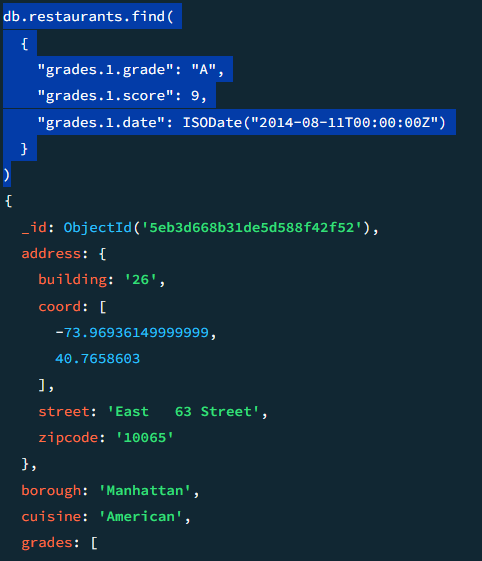 db.restaurants.find(
{
"grades.1.grade": "A",
"grades.1.score": 9,
"grades.1.date": ISODate("2014-08-11T00:00:00Z")
}
)
{
_id: ObjectId('5eb3d668b31de5d588f42f52'),
address: {
building: '26',
coord: [
-73.96936149999999,
40.7658603
],
street: 'East   63 Street',
zipcode: '10065'
},
borough: 'Manhattan',
cuisine: 'American',
grades: [